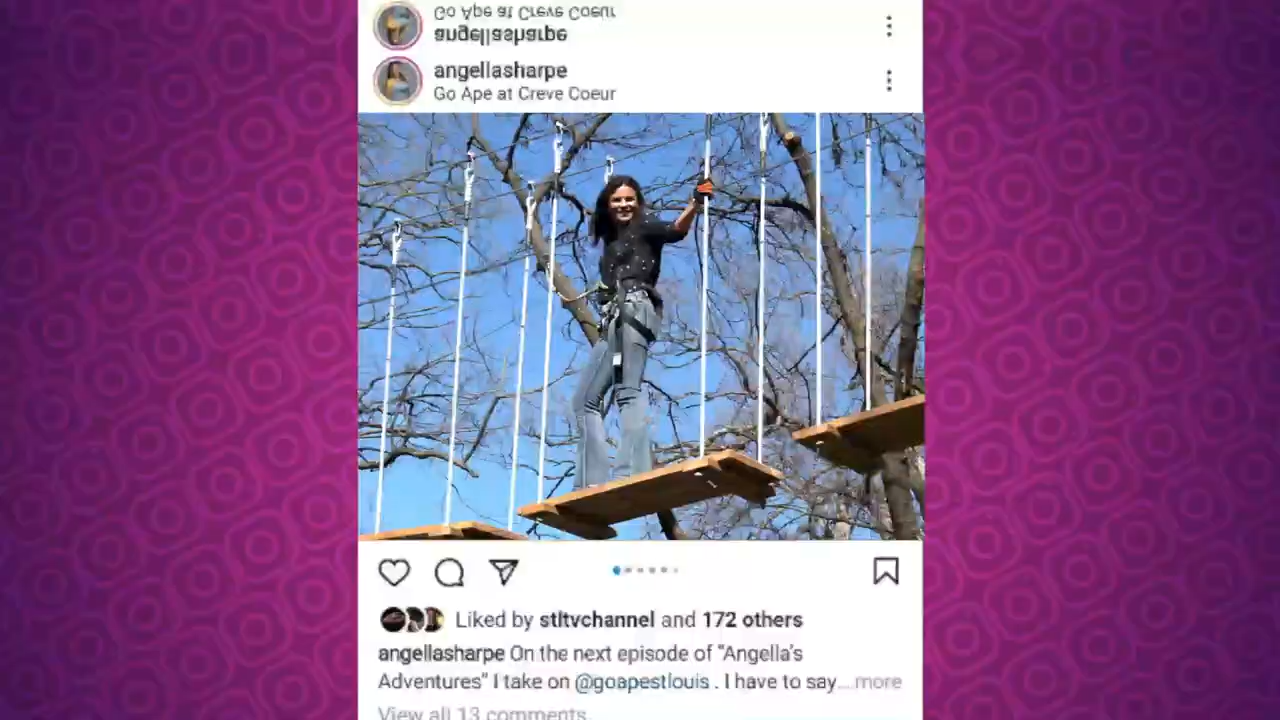 Go Ape at Creve Coeur
angellasharpe
angellasharpe
Go Ape at Creve Coeur
Liked by stltvchannel and 172 others
angellasharpe On the next episode of "Angella's
Adventures" I take on @goapestlouis . I have to say... more
View all 13 comments